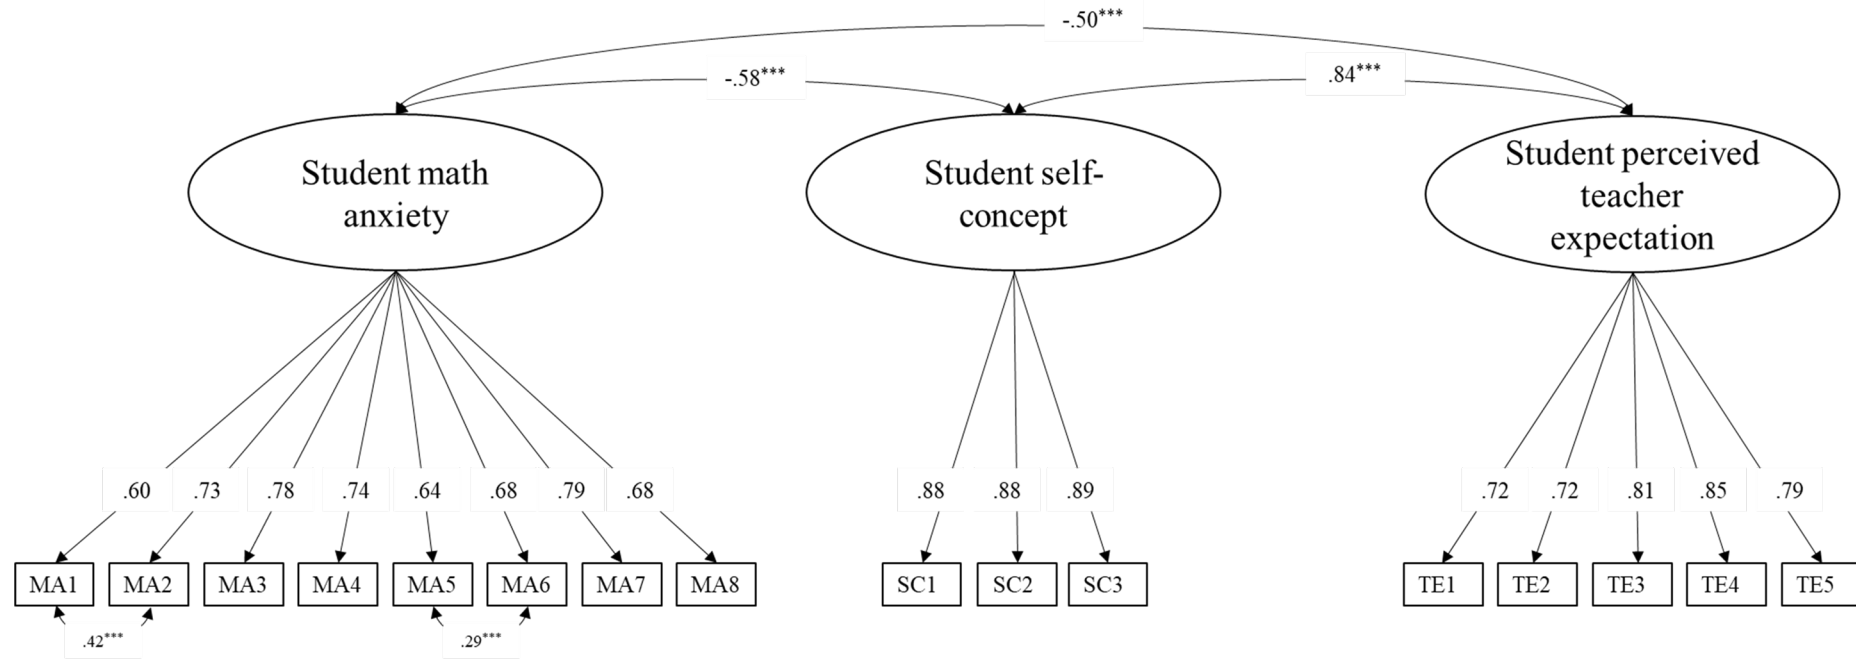 -.50***
-.58***
.84***
Student math
anxiety
Student self-
concept
Student perceived
teacher
expectation
.60 .73 .78 .74 .64 .68 .79 .68
.88 .88 .89
.72 .72 .81 .85 .79
MA1 MA2 MA3 MA4 MA5 MA6 MA7 MA8
SC1 SC2 SC3
TE1 TE2 TE3 TE4 TE5
.42***
.29***